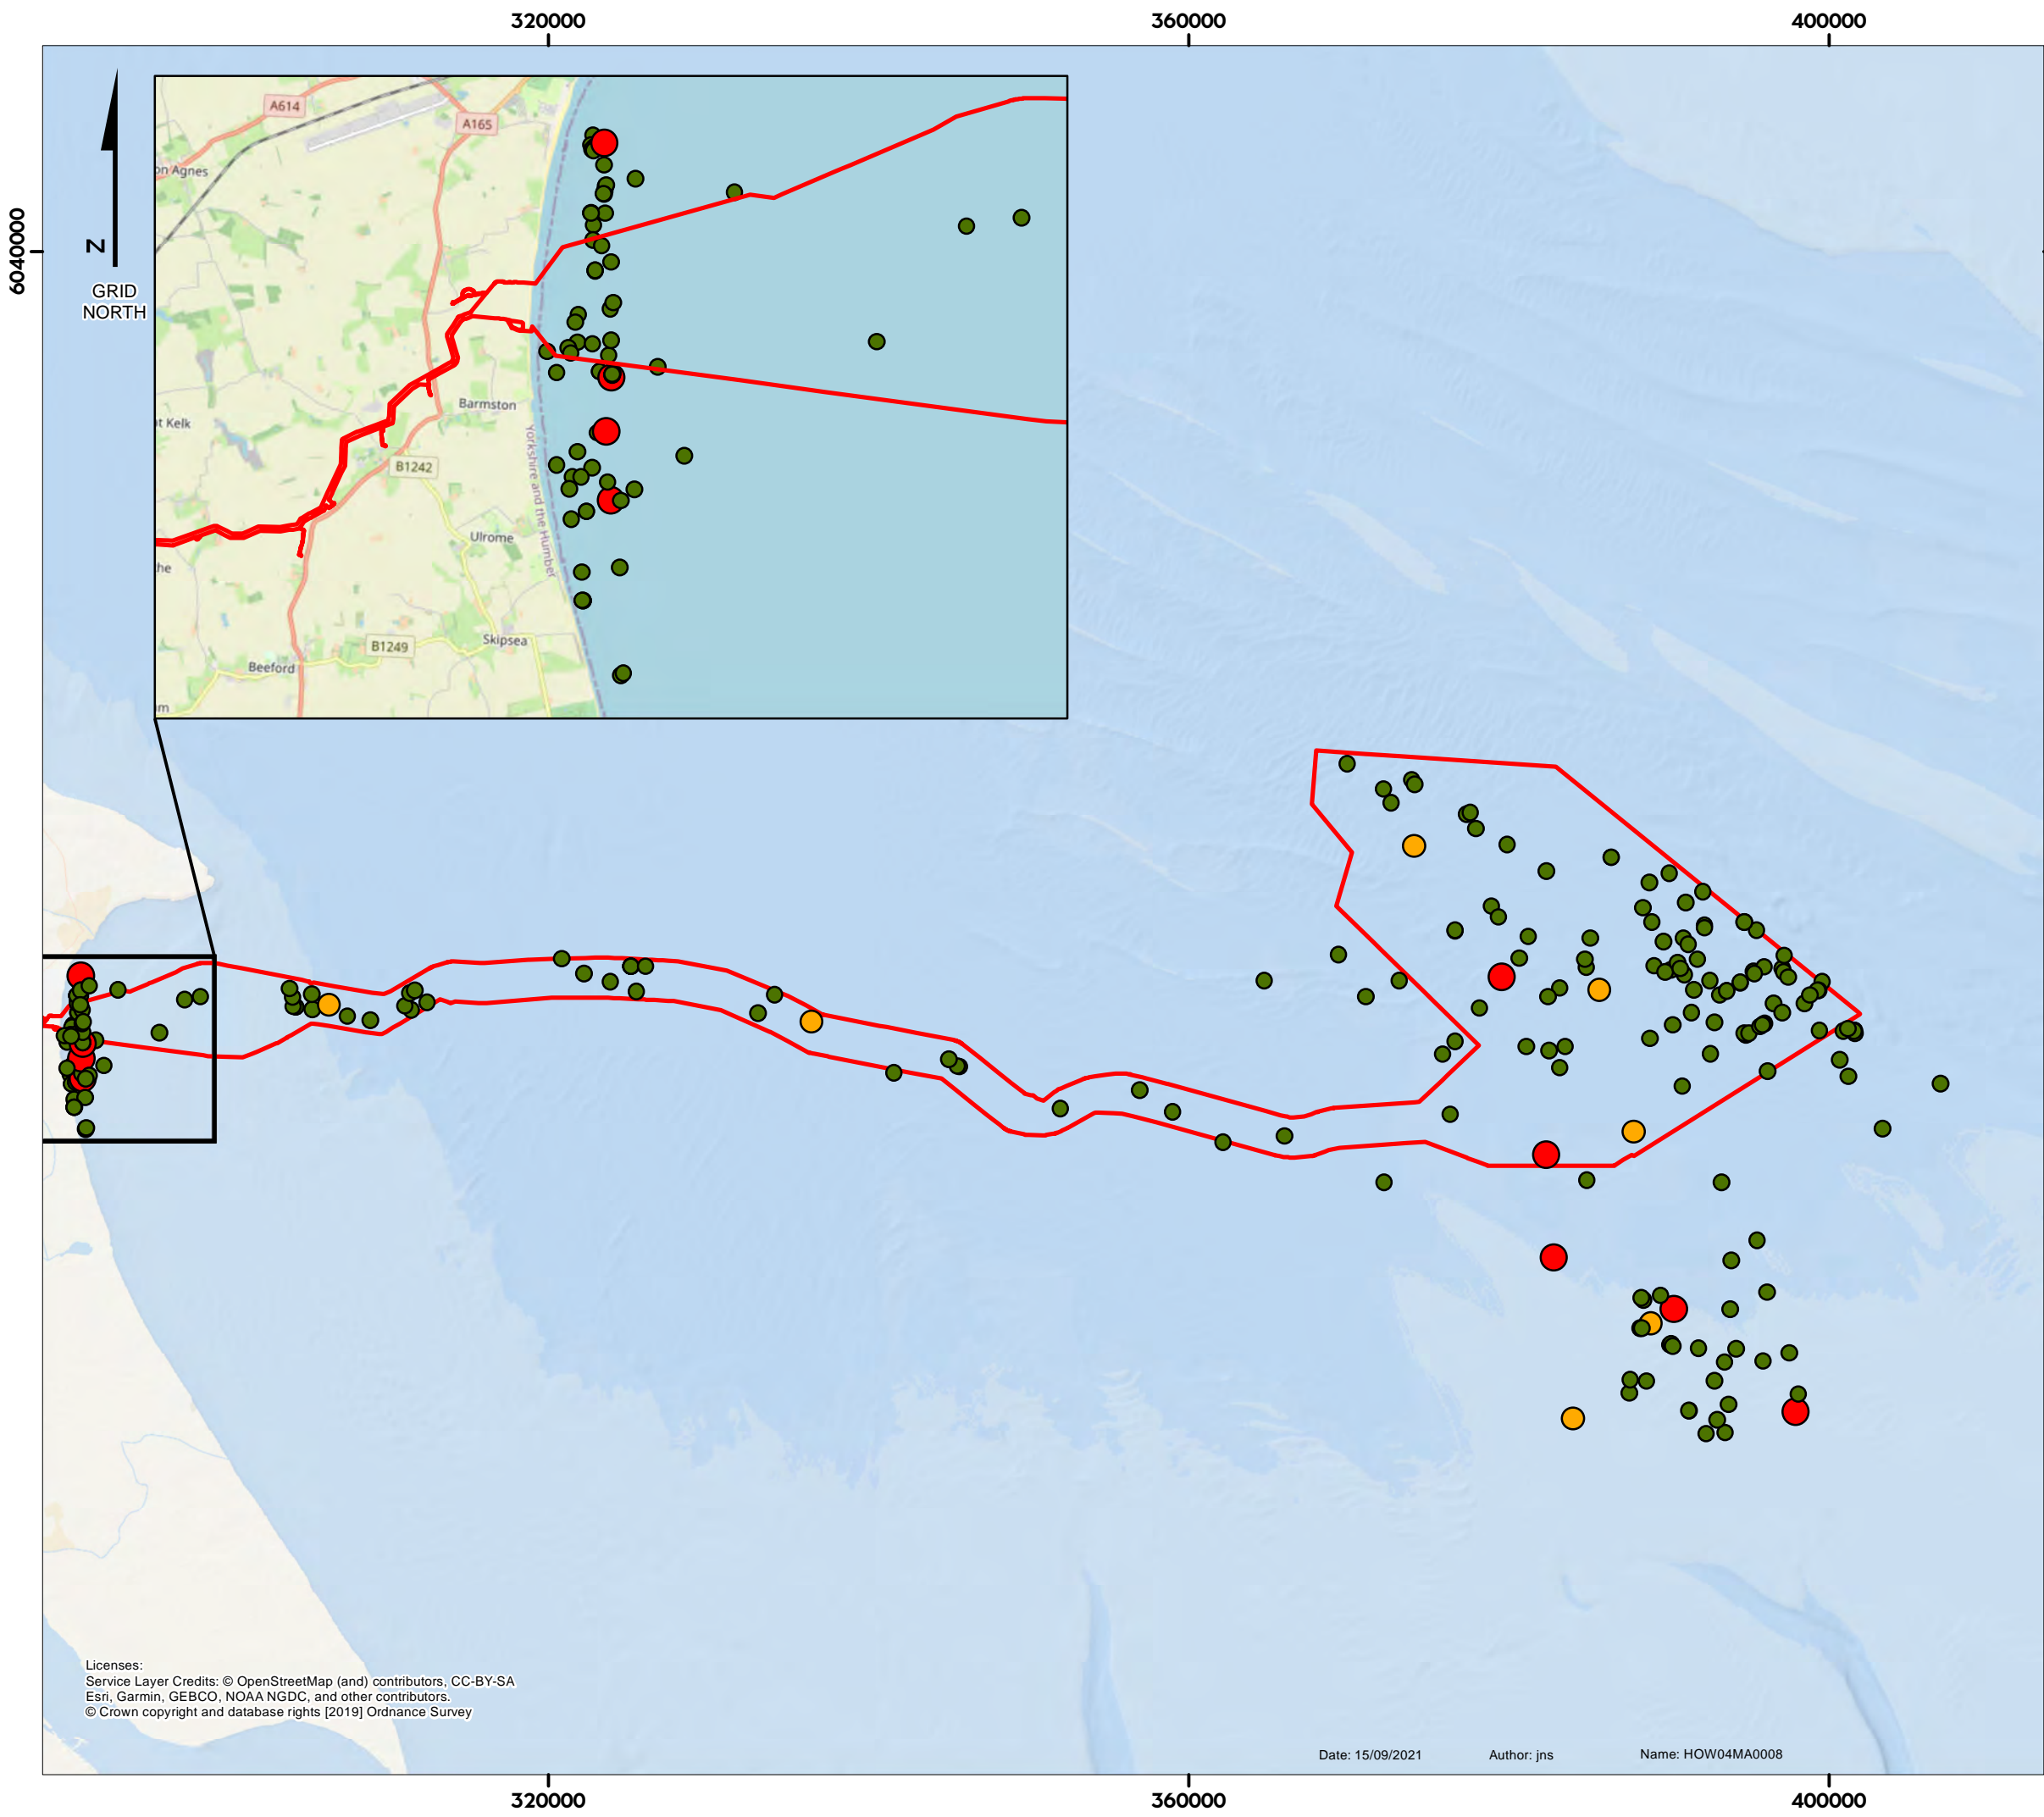 320000
360000
400000
6040000
N
GRID
NORTH
A614
A165
on Agnes
Barmston
at Kelk
B1242
Yorkshire and the Humber
Ulrome
the
B1249
Skipsea
Beeford
m
Licenses:
Service Layer Credits: © OpenStreetMap (and) contributors, CC-BY-SA
Esri, Garmin, GEBCO, NOAA NGDC, and other contributors.
© Crown copyright and database rights [2019] Ordnance Survey
Date: 15/09/2021 Author: jns Name: HOW04MA0008
320000
360000
400000